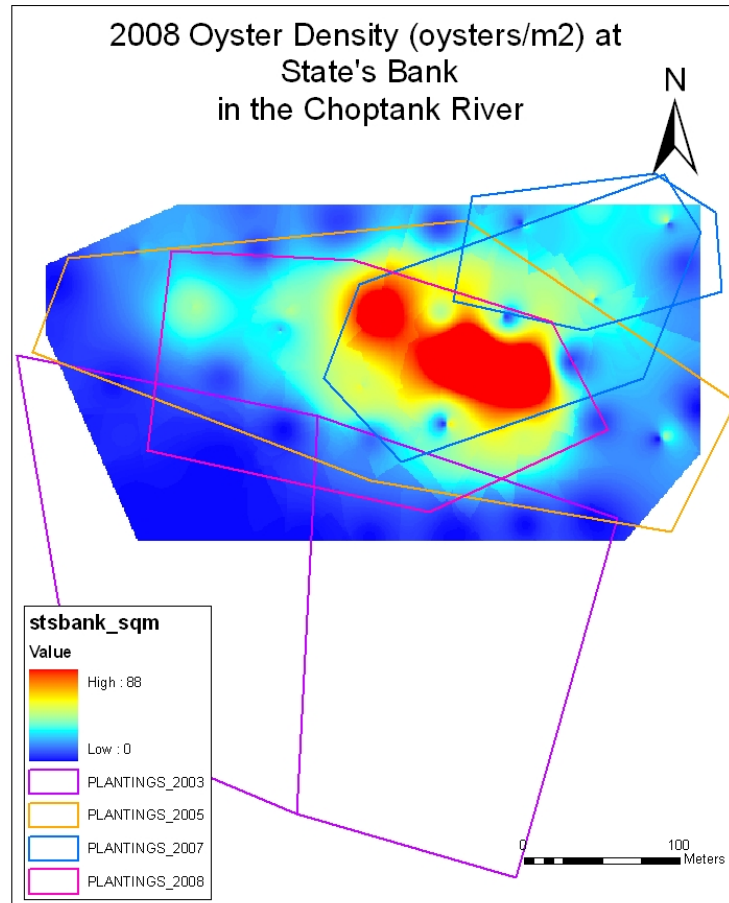 2008 Oyster Density (oysters/m2) at
State's Bank
in the Choptank River
N
stsbank_sqm
Value
High : 88
Low : 0
PLANTINGS_2003
PLANTINGS_2005
PLANTINGS_2007
PLANTINGS_2008
0 100
Meters